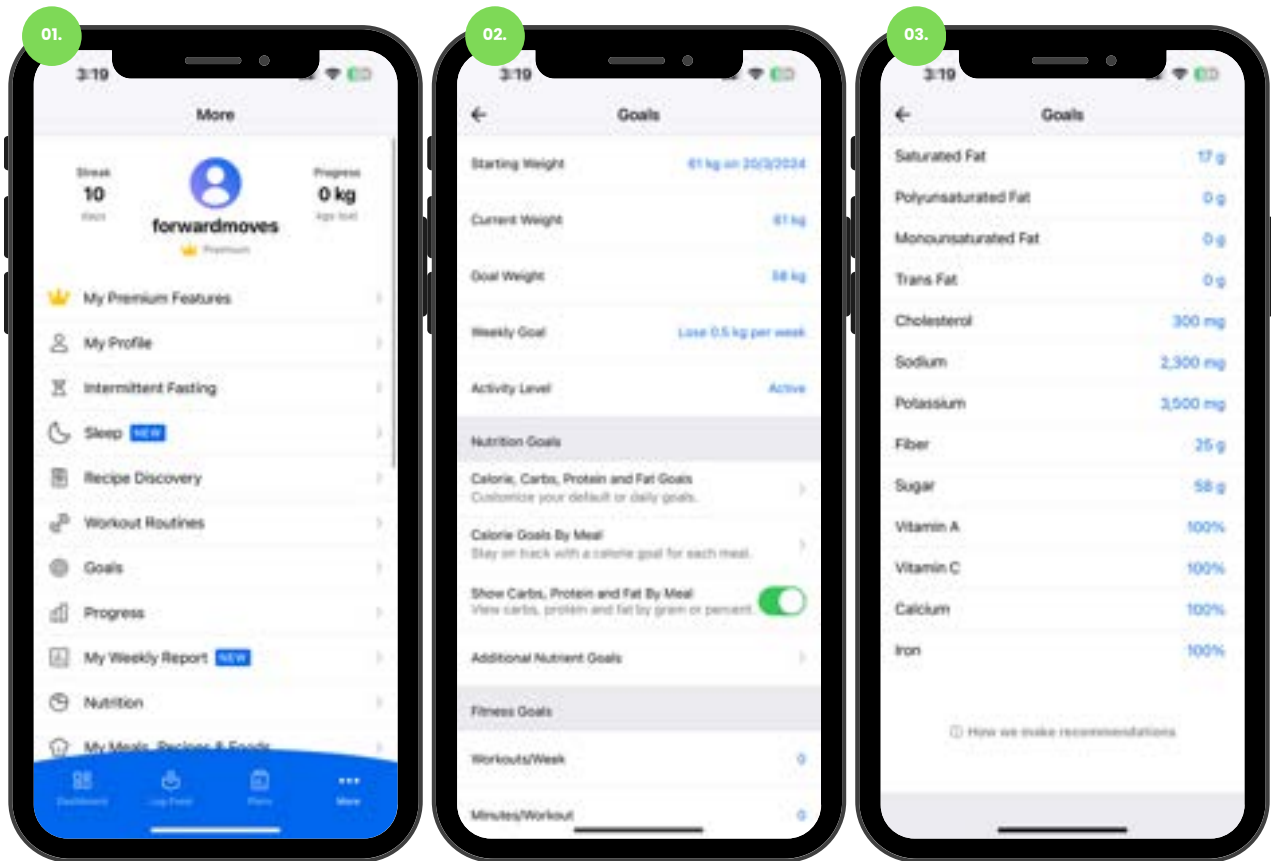 01.
3:19
More
Streak
10
days
forwardmoves
Premium
Progress
0 kg
kgs lost
My Premium Features
My Profile
Intermittent Fasting
Sleep NEW
Recipe Discovery
Workout Routines
Goals
Progress
My Weekly Report NEW
Nutrition
My Meals, Recipes & Foods
Dashboard
Plans
More
02.
3:19
Goals
Starting Weight 61 kg on 20/3/2024
Current Weight 61 kg
Goal Weight 58 kg
Weekly Goal Lose 0.5 kg per week
Activity Level Active
Nutrition Goals
Calorie, Carbs, Protein and Fat Goals
Customize your default or daily goals.
Calorie Goals By Meal
Stay on track with a calorie goal for each meal.
Show Carbs, Protein and Fat By Meal
View carbs, protein and fat by gram or percent.
Additional Nutrient Goals
Fitness Goals
Workouts/Week 0
Minutes/Workout 0
03.
3:19
Goals
Saturated Fat 17 g
Polyunsaturated Fat 0 g
Monounsaturated Fat 0 g
Trans Fat 0 g
Cholesterol 300 mg
Sodium 2,300 mg
Potassium 3,500 mg
Fiber 25 g
Sugar 58 g
Vitamin A 100%
Vitamin C 100%
Calcium 100%
Iron 100%
How we make recommendations